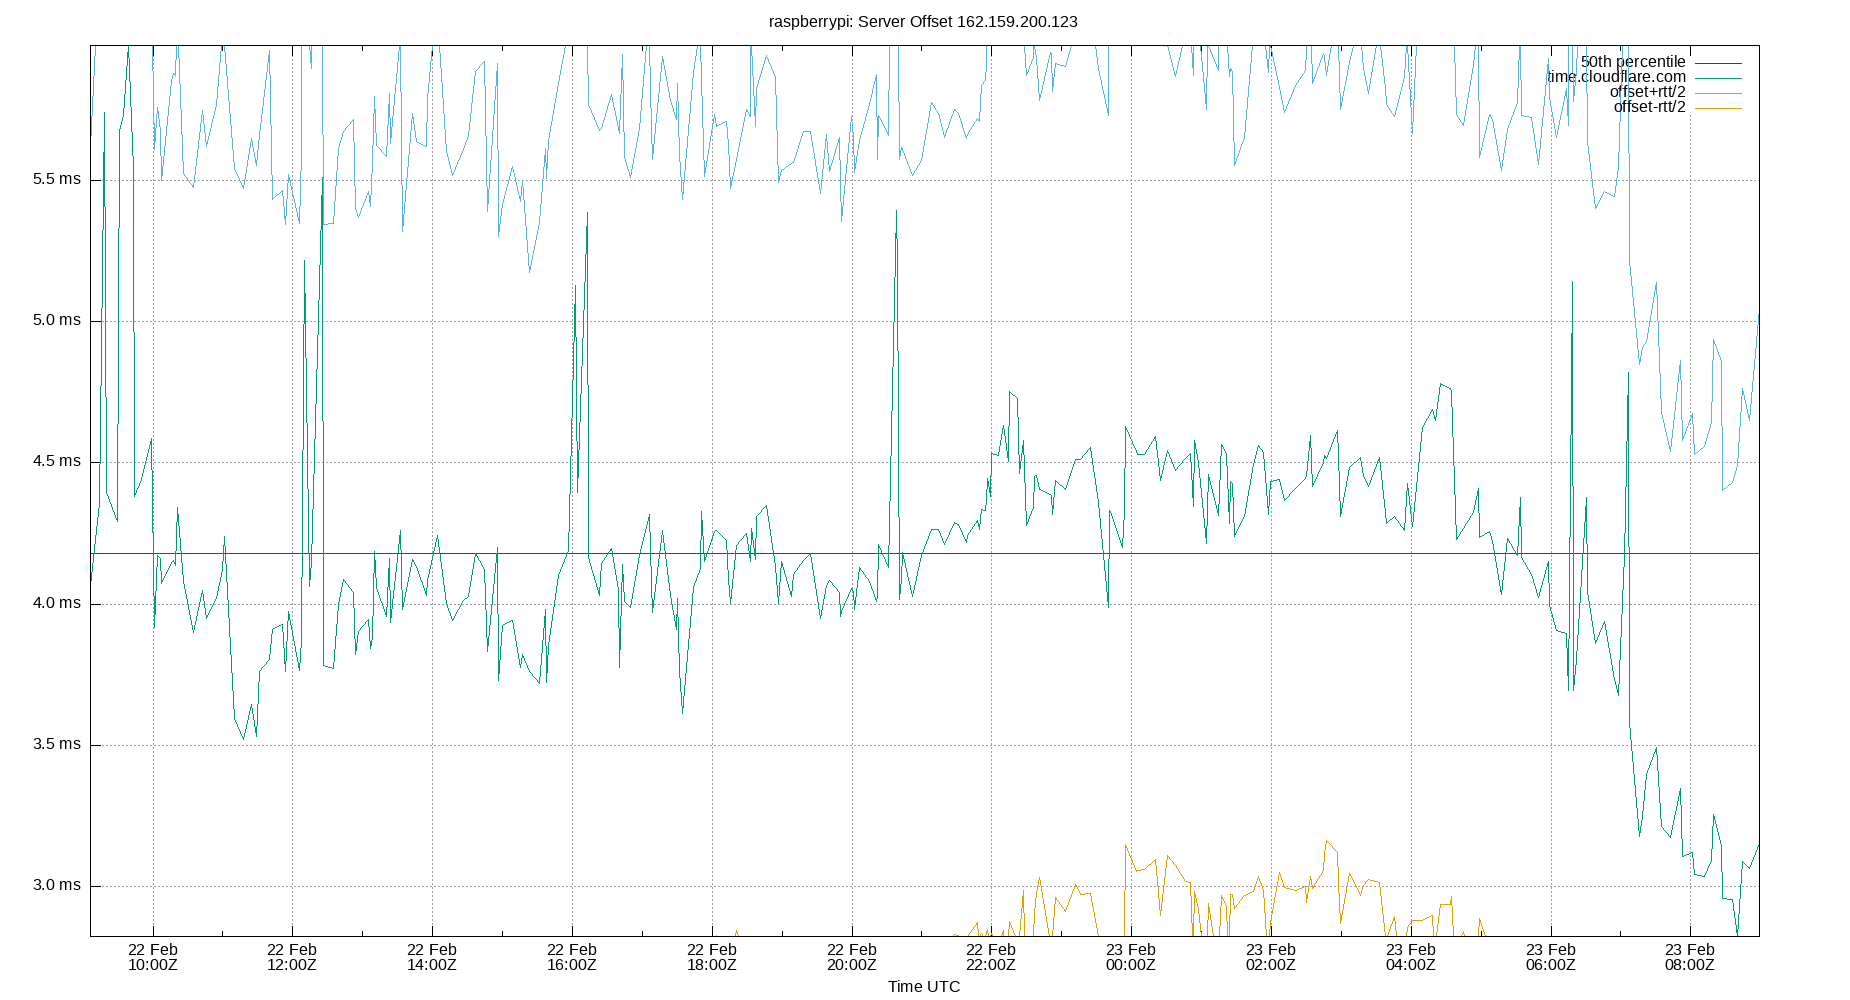 raspberrypi: Server Offset 162.159.200.123
50th percentile
time.cloudflare.com
offset+rtt/2
offset-rtt/2
5.5 ms
5.0 ms
4.5 ms
4.0 ms
3.5 ms
3.0 ms
22 Feb 22 Feb 22 Feb 22 Feb 22 Feb 22 Feb 22 Feb 23 Feb 23 Feb 23 Feb 23 Feb 23 Feb
10:00Z 12:00Z 14:00Z 16:00Z 18:00Z 20:00Z 22:00Z 00:00Z 02:00Z 04:00Z 06:00Z 08:00Z
Time UTC